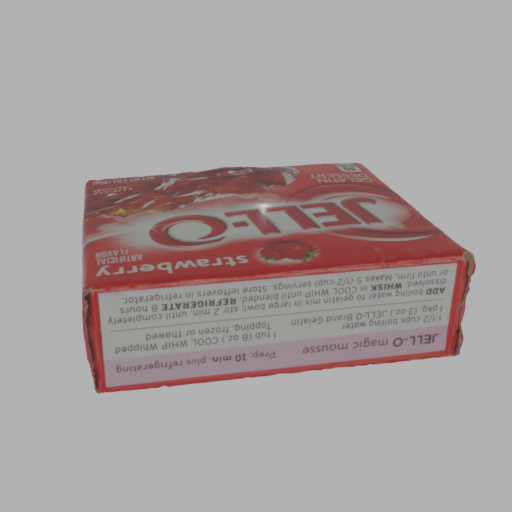 JELL-O magic mousse
Prep: 10 min. plus refrigerating
1-1/2 cups boiling water
1 pkg. (3 oz.) JELL-O Brand Gelatin
1 tub (8 oz.) COOL WHIP Whipped
Topping, frozen or thawed
ADD boiling water to gelatin mix in large bowl; stir 2 min. until completely
dissolved. WHISK in COOL WHIP until blended. REFRIGERATE 8 hours
or until firm. Makes 5 (1/2-cup) servings. Store leftovers in refrigerator.
strawberry
ARTIFICIAL
FLAVOR
JELL-O
GELATIN
DESSERT